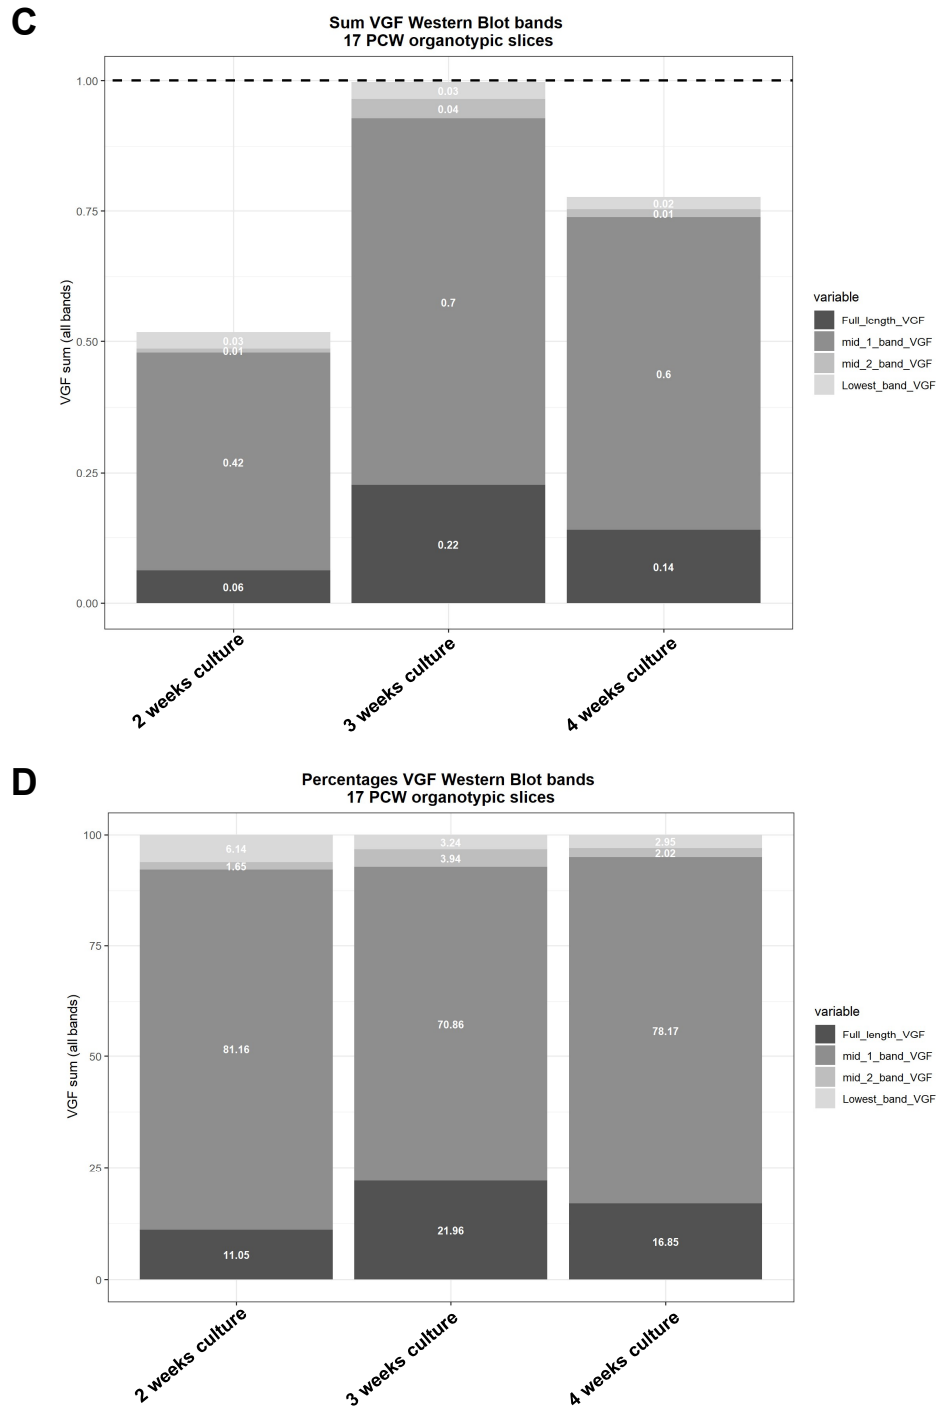 C
Sum VGF Western Blot bands
17 PCW organotypic slices
VGF sum (all bands)
1.00
0.75
0.50
0.25
0.00
0.03
0.01
0.42
0.06
0.03
0.04
0.7
0.22
0.02
0.01
0.6
0.14
2 weeks culture
3 weeks culture
4 weeks culture
variable
Full_length_VGF
mid_1_band_VGF
mid_2_band_VGF
Lowest_band_VGF
D
Percentages VGF Western Blot bands
17 PCW organotypic slices
VGF sum (all bands)
100
75
50
25
0
6.14
1.65
81.16
11.05
3.24
3.94
70.86
21.96
2.95
2.02
78.17
16.85
2 weeks culture
3 weeks culture
4 weeks culture
variable
Full_length_VGF
mid_1_band_VGF
mid_2_band_VGF
Lowest_band_VGF